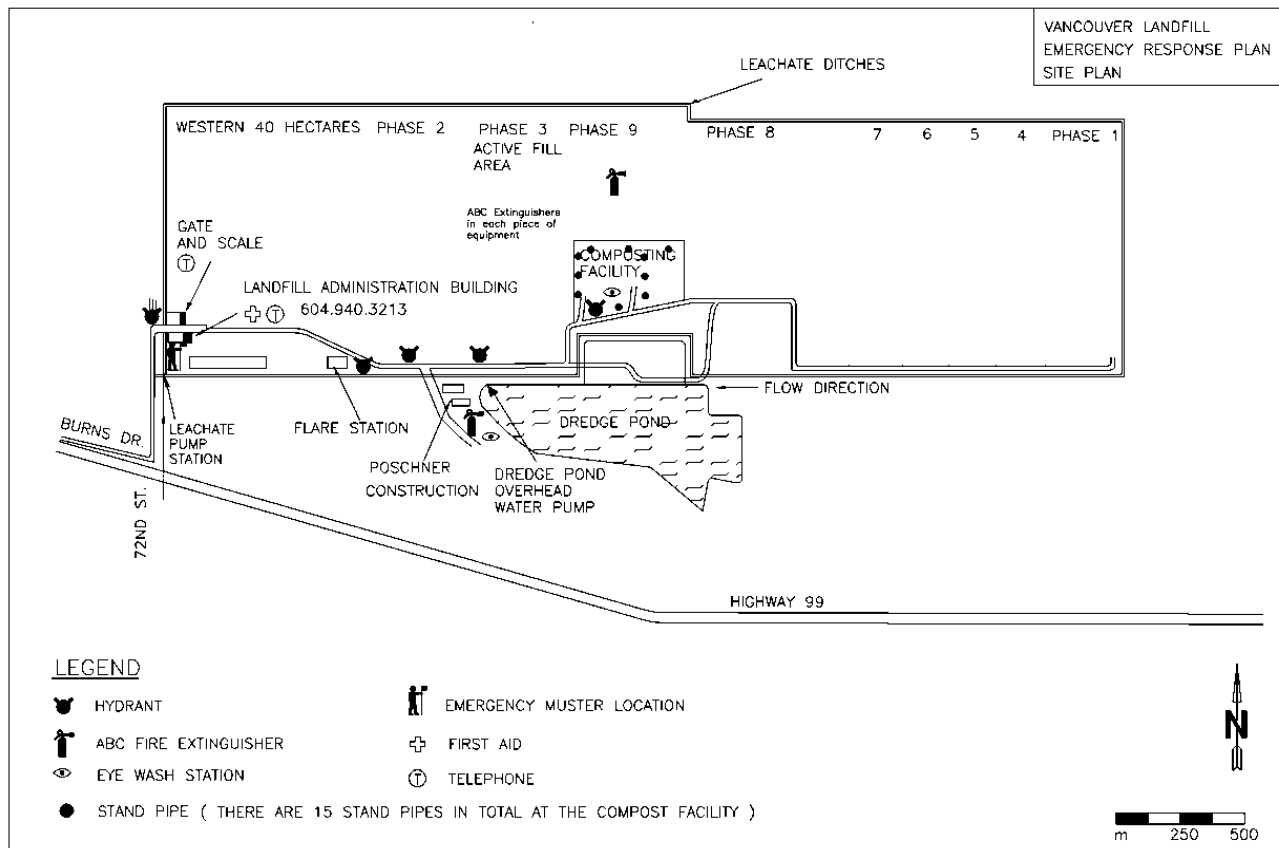 VANCOUVER LANDFILL
EMERGENCY RESPONSE PLAN
SITE PLAN
LEACHATE DITCHES
WESTERN 40 HECTARES
PHASE 2
PHASE 3
ACTIVE FILL
AREA
PHASE 9
PHASE 8
7
6
5
4
PHASE 1
ABC Extinguishers
in each piece of
equipment
GATE
AND SCALE
T
COMPOSTING
FACILITY
LANDFILL ADMINISTRATION BUILDING
T 604.940.3213
FLOW DIRECTION
BURNS DR.
LEACHATE
PUMP
STATION
FLARE STATION
DREDGE POND
POSCHNER
CONSTRUCTION
DREDGE POND
OVERHEAD
WATER PUMP
72ND ST.
HIGHWAY 99
LEGEND
HYDRANT
ABC FIRE EXTINGUISHER
EYE WASH STATION
STAND PIPE ( THERE ARE 15 STAND PIPES IN TOTAL AT THE COMPOST FACILITY )
EMERGENCY MUSTER LOCATION
FIRST AID
T TELEPHONE
N
m 250 500